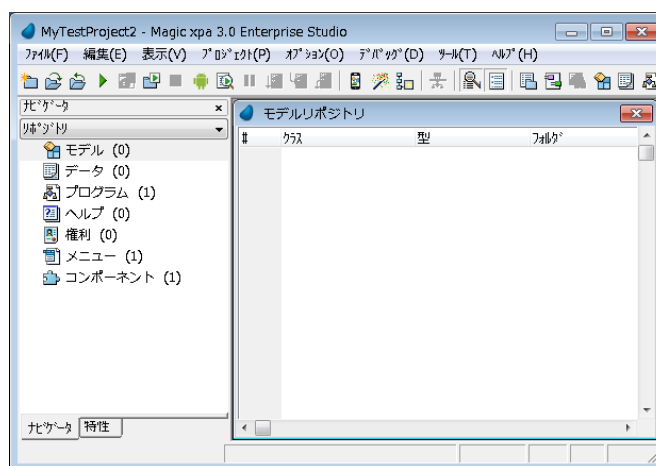 MyTestProject2 - Magic xpa 3.0 Enterprise Studio
ﾌｧｲﾙ(F) 編集(E) 表示(V) ﾌﾟﾛｼﾞｪｸﾄ(P) ｵﾌﾟｼｮﾝ(O) ﾃﾞﾊﾞｯｸﾞ(D) ﾂｰﾙ(T) ﾍﾙﾌﾟ(H)
ﾅﾋﾞｹﾞｰﾀ
ﾘﾎﾟｼﾞﾄﾘ
モデル (0)
データ (0)
プログラム (1)
ヘルプ (0)
権利 (0)
メニュー (1)
コンポーネント (1)
ﾅﾋﾞｹﾞｰﾀ 特性
モデルリポジトリ
# ｸﾗｽ 型 ﾌｫﾙﾀﾞ